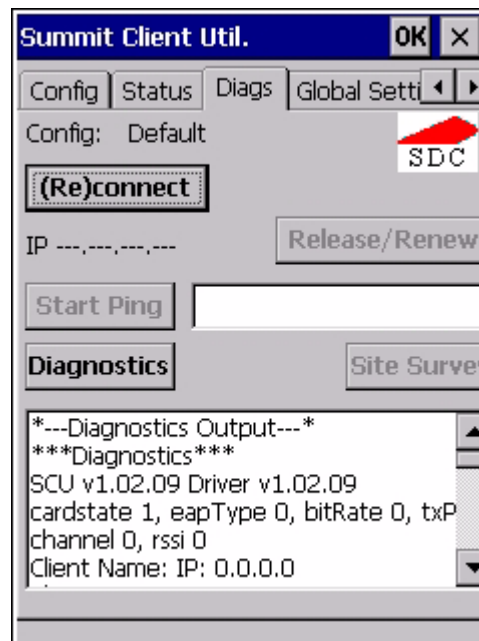 Summit Client Util. OK ×
Config Status Diags Global Setti
Config: Default
SDC
(Re)connect
IP ---.---.---.--- Release/Renew
Start Ping
Diagnostics Site Surve
*---Diagnostics Output---*
***Diagnostics***
SCU v1.02.09 Driver v1.02.09
cardstate 1, eapType 0, bitRate 0, txP
channel 0, rssi 0
Client Name: IP: 0.0.0.0